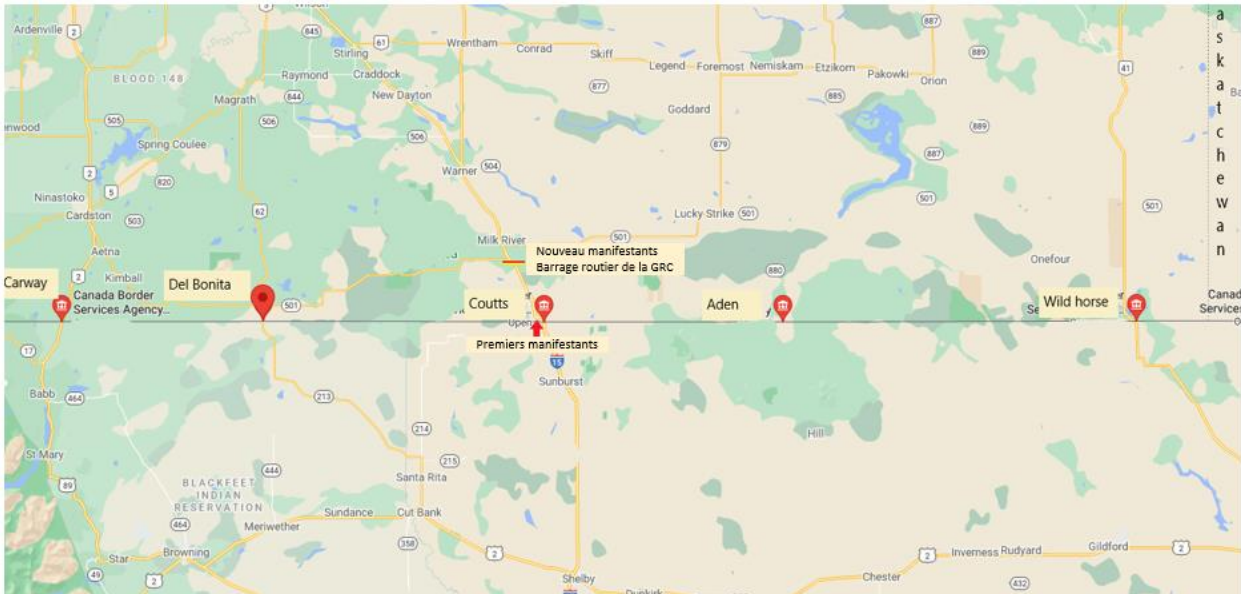 Ardenville
2
3
845
61
Wrentham
Conrad
Skiff
887
889
Stirling
Legend
Foremost
Nemiskam
Etzikom
Pakowki
Orion
BLOOD 148
Raymond
Craddock
Magrath
844
New Dayton
877
885
41
Goddard
505
506
506
Spring Coulee
2
879
889
820
Warner
504
887
Ninastoko
5
501
Cardston
503
62
Lucky Strike
501
501
Aetna
Milk River
501
Kimball
2
Nouveau manifestants
Barrage routier de la GRC
880
Onefour
Carway
Canada Border
Services Agency...
Del Bonita
501
Coutts
Aden
Wild horse
Services
Premiers manifestants
17
15
Sunburst
Babb
464
213
214
Hill
St Mary
215
444
Santa Rita
89
BLACKFEET
INDIAN
RESERVATION
464
Sundance
Cut Bank
Meriwether
358
Star
Browning
2
2
Inverness
Rudyard
Gildford
2
49
2
Shelby
Chester
432
a
s
k
a
t
c
h
e
w
a
n